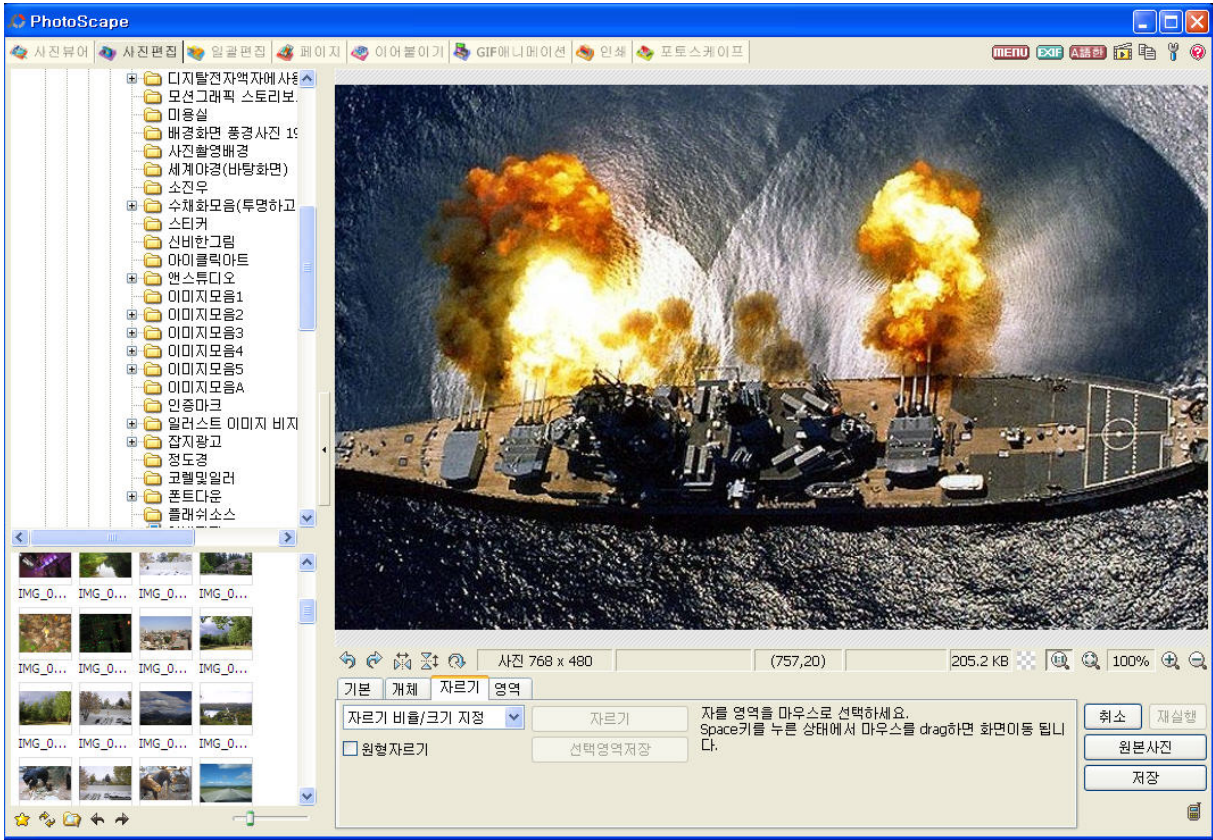 PhotoScape
사진뷰어 사진편집 일괄편집 페이지 이어붙이기 GIF애니메이션 인쇄 포토스케이프 MENU EXIF A語한
디지탈전자액자에사용
모션그래픽 스토리보
미용실
배경화면 풍경사진 19
사진촬영배경
세계야경(바탕화면)
소진우
수채화모음(투명하고
스티커
신비한그림
아이클릭아트
앤스튜디오
이미지모음1
이미지모음2
이미지모음3
이미지모음4
이미지모음5
이미지모음A
인증마크
일러스트 이미지 비지
잡지광고
정도경
코렐및일러
폰트다운
플래쉬소스
IMG_0... IMG_0... IMG_0... IMG_0...
IMG_0... IMG_0... IMG_0... IMG_0...
IMG_0... IMG_0... IMG_0... IMG_0...
사진 768 x 480 (757,20) 205.2 KB 100%
기본 개체 자르기 영역
자르기 비율/크기 지정 자르기
원형자르기 선택영역저장
자를 영역을 마우스로 선택하세요.
Space키를 누른 상태에서 마우스를 drag하면 화면이동 됩니
다.
취소 재실행
원본사진
저장